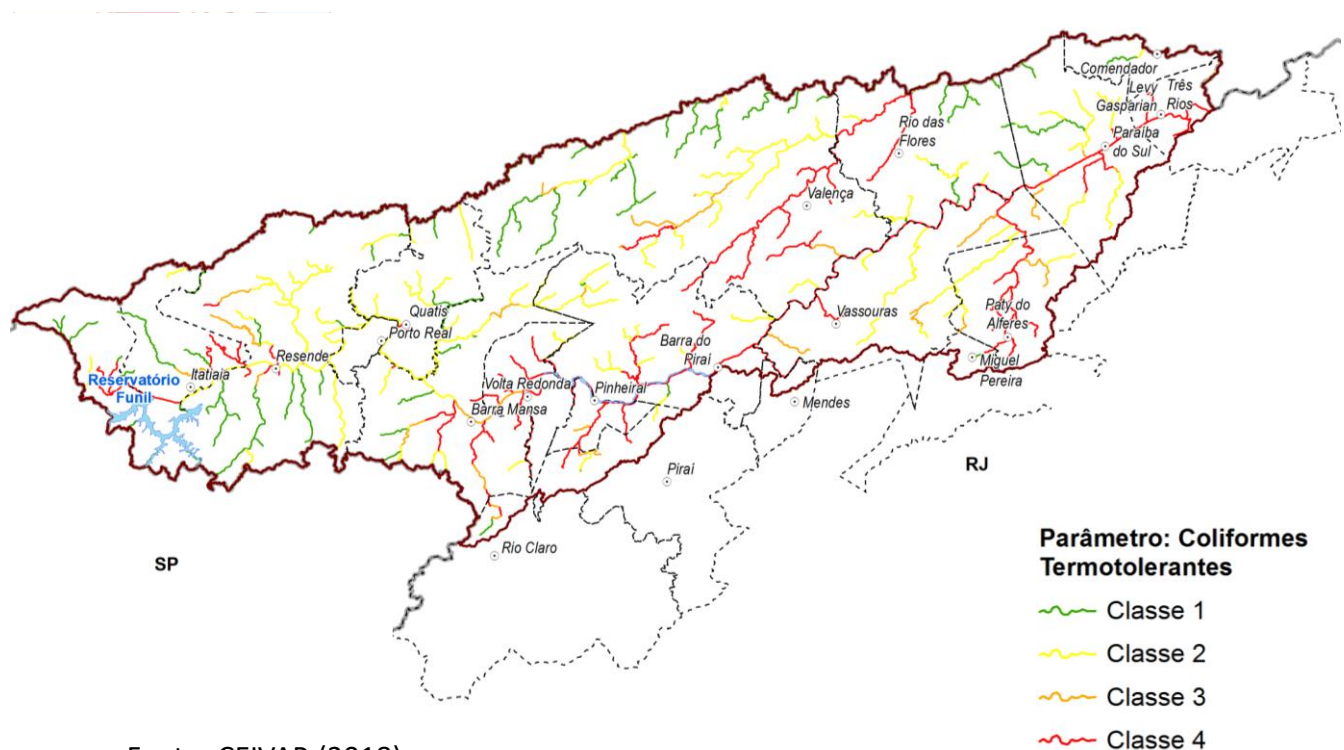 Comendador
Levy
Gasparian
Três
Rios
Paraíba
do Sul
Rio das
Flores
Valença
Vassouras
Paty do
Alferes
Miguel
Pereira
Quatis
Porto Real
Resende
Itatiaia
Reservatório
Funil
Volta Redonda
Barra Mansa
Pinheiral
Barra do
Piraí
Mendes
Piraí
Rio Claro
SP
RJ
Parâmetro: Coliformes
Termotolerantes
Classe 1
Classe 2
Classe 3
Classe 4